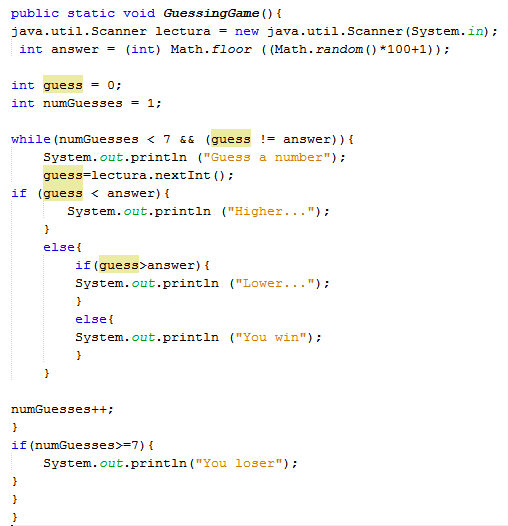 public static void GuessingGame(){
java.util.Scanner lectura = new java.util.Scanner(System.in);
int answer = (int) Math.floor ((Math.random()*100+1));
int guess = 0;
int numGuesses = 1;
while(numGuesses < 7 && (guess != answer)){
System.out.println ("Guess a number");
guess=lectura.nextInt();
if (guess < answer){
System.out.println ("Higher...");
}
else{
if(guess>answer){
System.out.println ("Lower...");
}
else{
System.out.println ("You win");
}
}
numGuesses++;
}
if(numGuesses>=7){
System.out.println("You loser");
}
}
}